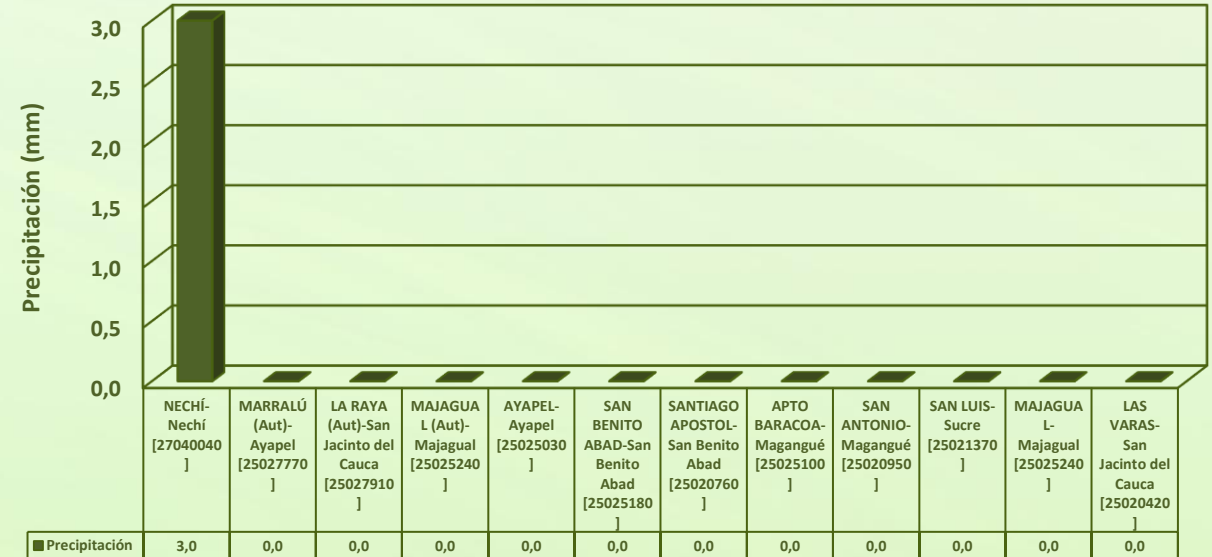 Precipitación (mm)
3,0
2,5
2,0
1,5
1,0
0,5
0,0
NECHÍ-
Nechí
[27040040
]
MARRALÚ
(Aut)-
Ayapel
[25027770
]
LA RAYA
(Aut)-San
Jacinto del
Cauca
[25027910
]
MAJAGUA
L (Aut)-
Majagual
[25025240
]
AYAPEL-
Ayapel
[25025030
]
SAN
BENITO
ABAD-San
Benito
Abad
[25025180
]
SANTIAGO
APOSTOL-
San Benito
Abad
[25020760
]
APTO
BARACOA-
Magangué
[25025100
]
SAN
ANTONIO-
Magangué
[25020950
]
SAN LUIS-
Sucre
[25021370
]
MAJAGUA
L-
Majagual
[25025240
]
LAS
VARAS-
San
Jacinto del
Cauca
[25020420
]
Precipitación 3,0 0,0 0,0 0,0 0,0 0,0 0,0 0,0 0,0 0,0 0,0 0,0